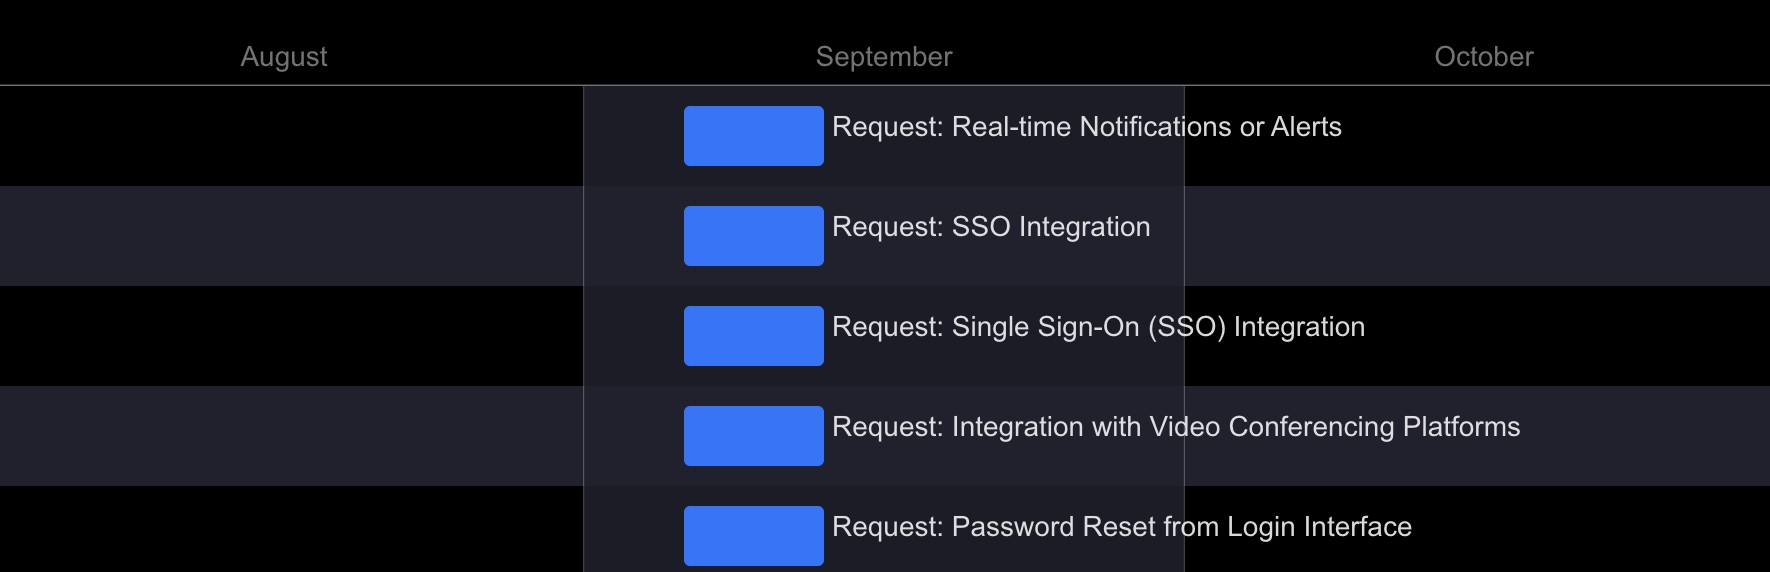 August September October
Request: Real-time Notifications or Alerts
Request: SSO Integration
Request: Single Sign-On (SSO) Integration
Request: Integration with Video Conferencing Platforms
Request: Password Reset from Login Interface